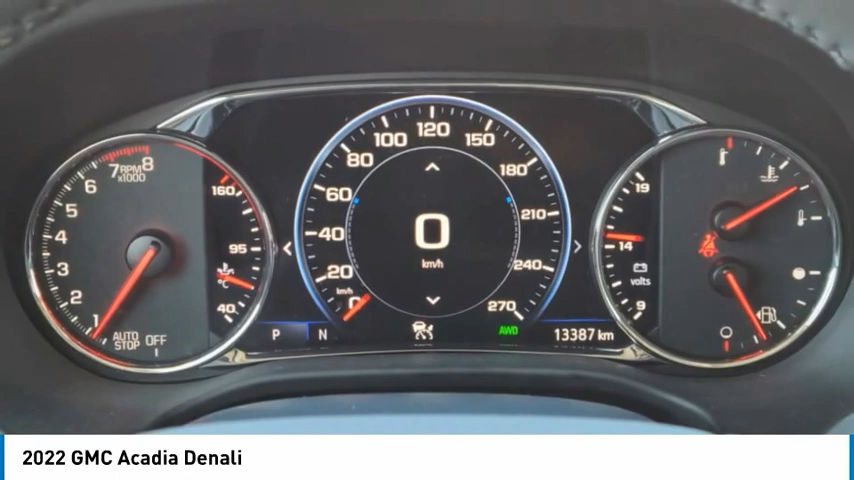 8
7
RPM
x1000
6
5
4
3
2
1
AUTO
STOP
OFF
160
95
°C
40
120
100
150
80
180
60
210
40
240
20
270
km/h
0
0
km/h
P
N
AWD
13387 km
19
14
volts
9
2022 GMC Acadia Denali